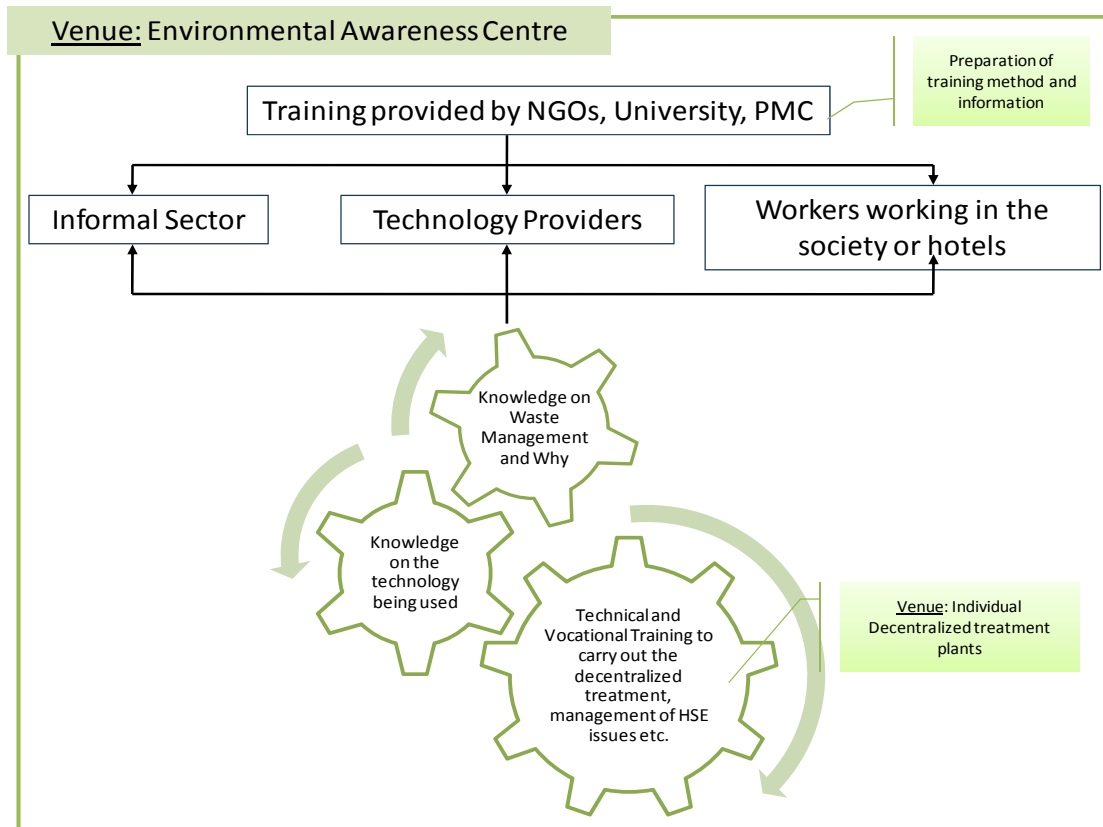 Venue: Environmental Awareness Centre
Preparation of
training method and
information
Training provided by NGOs, University, PMC
Informal Sector
Technology Providers
Workers working in the
society or hotels
Knowledge on
Waste
Management
and Why
Knowledge
on the
technology
being used
Technical and
Vocational Training to
carry out the
decentralized
treatment,
management of HSE
issues etc.
Venue: Individual
Decentralized treatment
plants